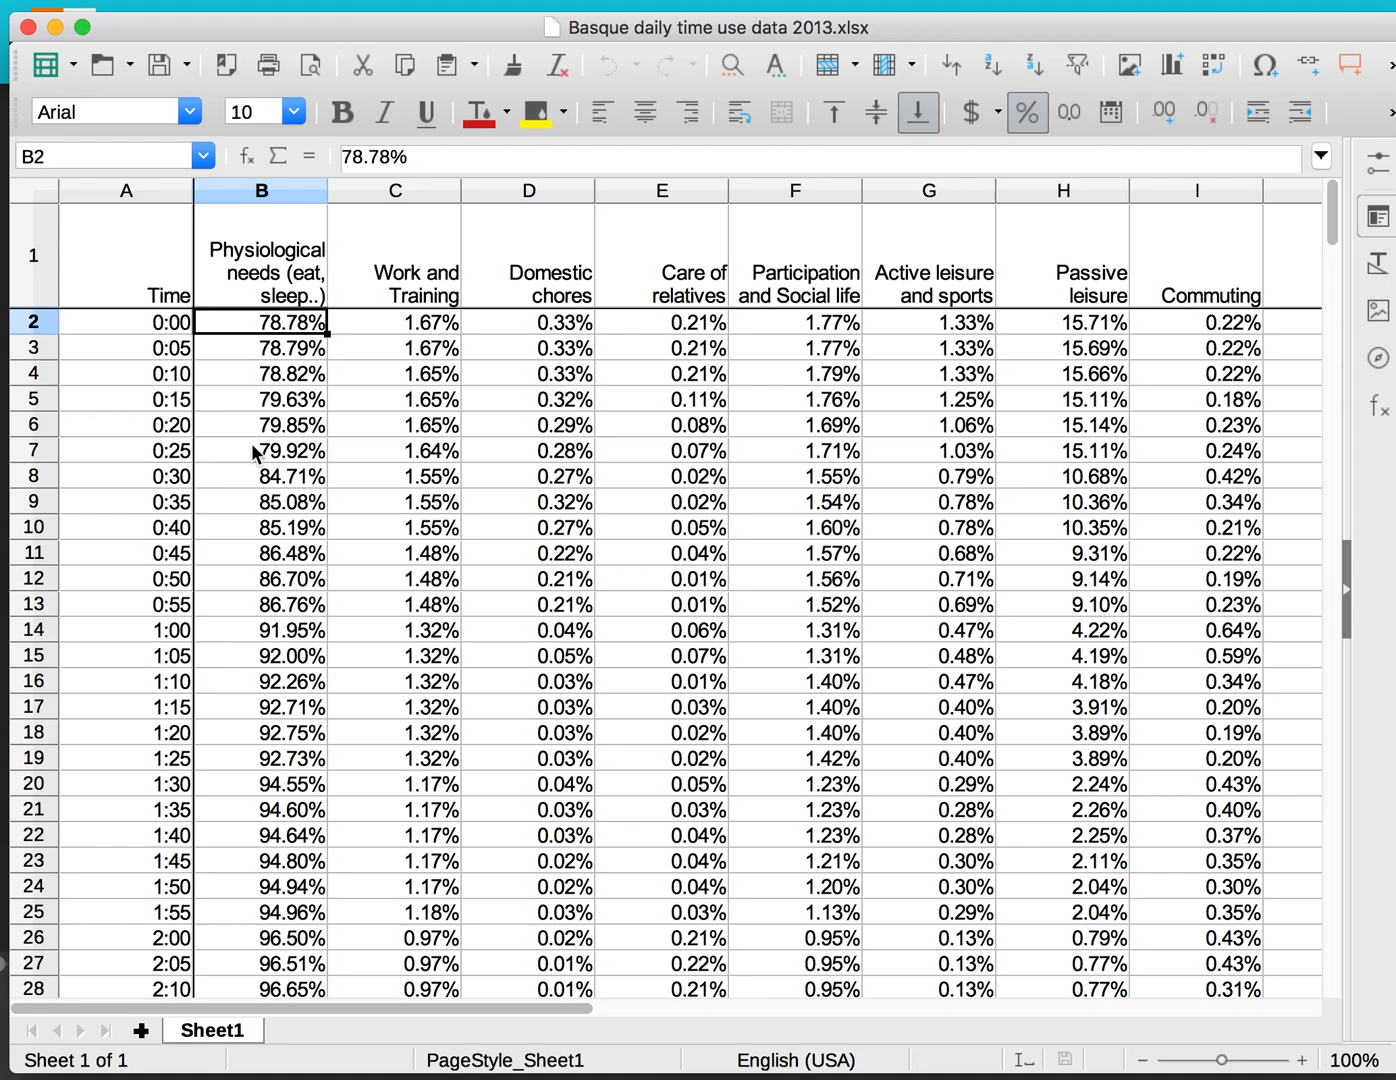 Basque daily time use data 2013.xlsx
Arial 10 B I U $ % 0,0 .00 .00
B2 fx Σ = 78.78%
A B C D E F G H I
1 Time Physiological needs (eat, sleep..) Work and Training Domestic chores Care of relatives Participation and Social life Active leisure and sports Passive leisure Commuting
2 0:00 78.78% 1.67% 0.33% 0.21% 1.77% 1.33% 15.71% 0.22%
3 0:05 78.79% 1.67% 0.33% 0.21% 1.77% 1.33% 15.69% 0.22%
4 0:10 78.82% 1.65% 0.33% 0.21% 1.79% 1.33% 15.66% 0.22%
5 0:15 79.63% 1.65% 0.32% 0.11% 1.76% 1.25% 15.11% 0.18%
6 0:20 79.85% 1.65% 0.29% 0.08% 1.69% 1.06% 15.14% 0.23%
7 0:25 79.92% 1.64% 0.28% 0.07% 1.71% 1.03% 15.11% 0.24%
8 0:30 84.71% 1.55% 0.27% 0.02% 1.55% 0.79% 10.68% 0.42%
9 0:35 85.08% 1.55% 0.32% 0.02% 1.54% 0.78% 10.36% 0.34%
10 0:40 85.19% 1.55% 0.27% 0.05% 1.60% 0.78% 10.35% 0.21%
11 0:45 86.48% 1.48% 0.22% 0.04% 1.57% 0.68% 9.31% 0.22%
12 0:50 86.70% 1.48% 0.21% 0.01% 1.56% 0.71% 9.14% 0.19%
13 0:55 86.76% 1.48% 0.21% 0.01% 1.52% 0.69% 9.10% 0.23%
14 1:00 91.95% 1.32% 0.04% 0.06% 1.31% 0.47% 4.22% 0.64%
15 1:05 92.00% 1.32% 0.05% 0.07% 1.31% 0.48% 4.19% 0.59%
16 1:10 92.26% 1.32% 0.03% 0.01% 1.40% 0.47% 4.18% 0.34%
17 1:15 92.71% 1.32% 0.03% 0.03% 1.40% 0.40% 3.91% 0.20%
18 1:20 92.75% 1.32% 0.03% 0.02% 1.40% 0.40% 3.89% 0.19%
19 1:25 92.73% 1.32% 0.03% 0.02% 1.42% 0.40% 3.89% 0.20%
20 1:30 94.55% 1.17% 0.04% 0.05% 1.23% 0.29% 2.24% 0.43%
21 1:35 94.60% 1.17% 0.03% 0.03% 1.23% 0.28% 2.26% 0.40%
22 1:40 94.64% 1.17% 0.03% 0.04% 1.23% 0.28% 2.25% 0.37%
23 1:45 94.80% 1.17% 0.02% 0.04% 1.21% 0.30% 2.11% 0.35%
24 1:50 94.94% 1.17% 0.02% 0.04% 1.20% 0.30% 2.04% 0.30%
25 1:55 94.96% 1.18% 0.03% 0.03% 1.13% 0.29% 2.04% 0.35%
26 2:00 96.50% 0.97% 0.02% 0.21% 0.95% 0.13% 0.79% 0.43%
27 2:05 96.51% 0.97% 0.01% 0.22% 0.95% 0.13% 0.77% 0.43%
28 2:10 96.65% 0.97% 0.01% 0.21% 0.95% 0.13% 0.77% 0.31%
Sheet1
Sheet 1 of 1 PageStyle_Sheet1 English (USA) 100%